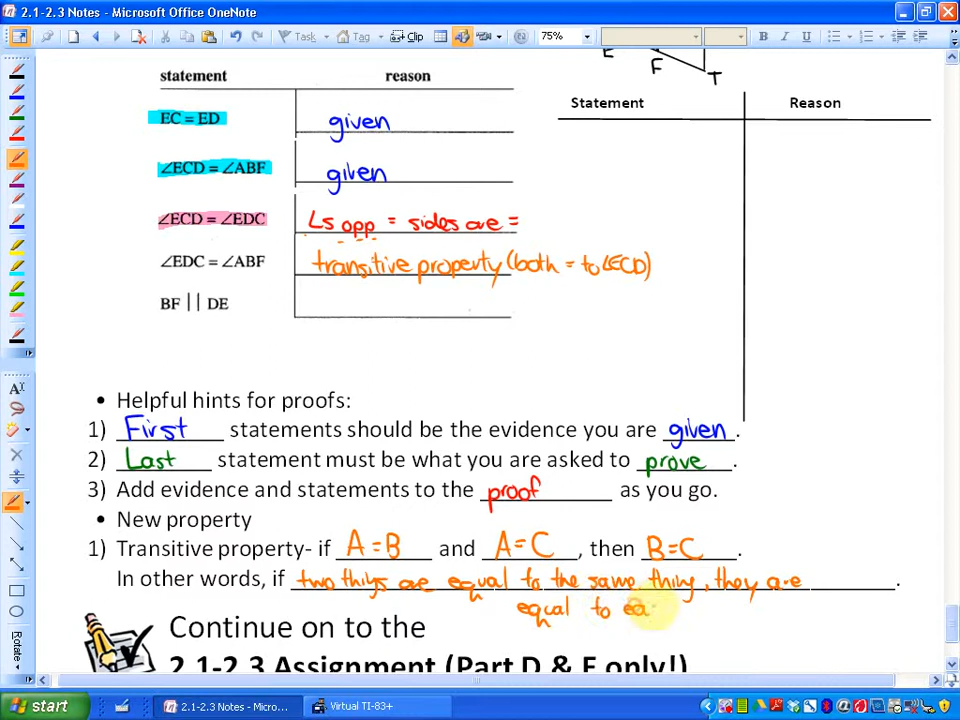 2.1-2.3 Notes - Microsoft Office OneNote
Task Tag Clip 75% B I U
E F T
statement reason
Statement Reason
EC = ED given
∠ECD = ∠ABF given
∠ECD = ∠EDC ∠s opp = sides are =
∠EDC = ∠ABF transitive property (both = to ∠ECD)
BF || DE
• Helpful hints for proofs:
1) First statements should be the evidence you are given.
2) Last statement must be what you are asked to prove.
3) Add evidence and statements to the proof as you go.
• New property
1) Transitive property- if A = B and A = C, then B = C.
In other words, if two things are equal to the same thing, they are
equal to ea
Continue on to the
2.1-2.3 Assignment (Part D & E only!)
Rotate
start 2.1-2.3 Notes - Micro... Virtual TI-83+